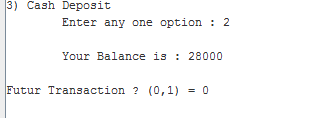 3) Cash Deposit
Enter any one option : 2
Your Balance is : 28000
Futur Transaction ? (0,1) = 0